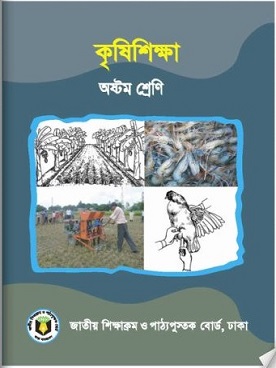 কৃষিশিক্ষা
অষ্টম শ্রেণি
জাতীয় শিক্ষাক্রম ও পাঠ্যপুস্তক বোর্ড, ঢাকা